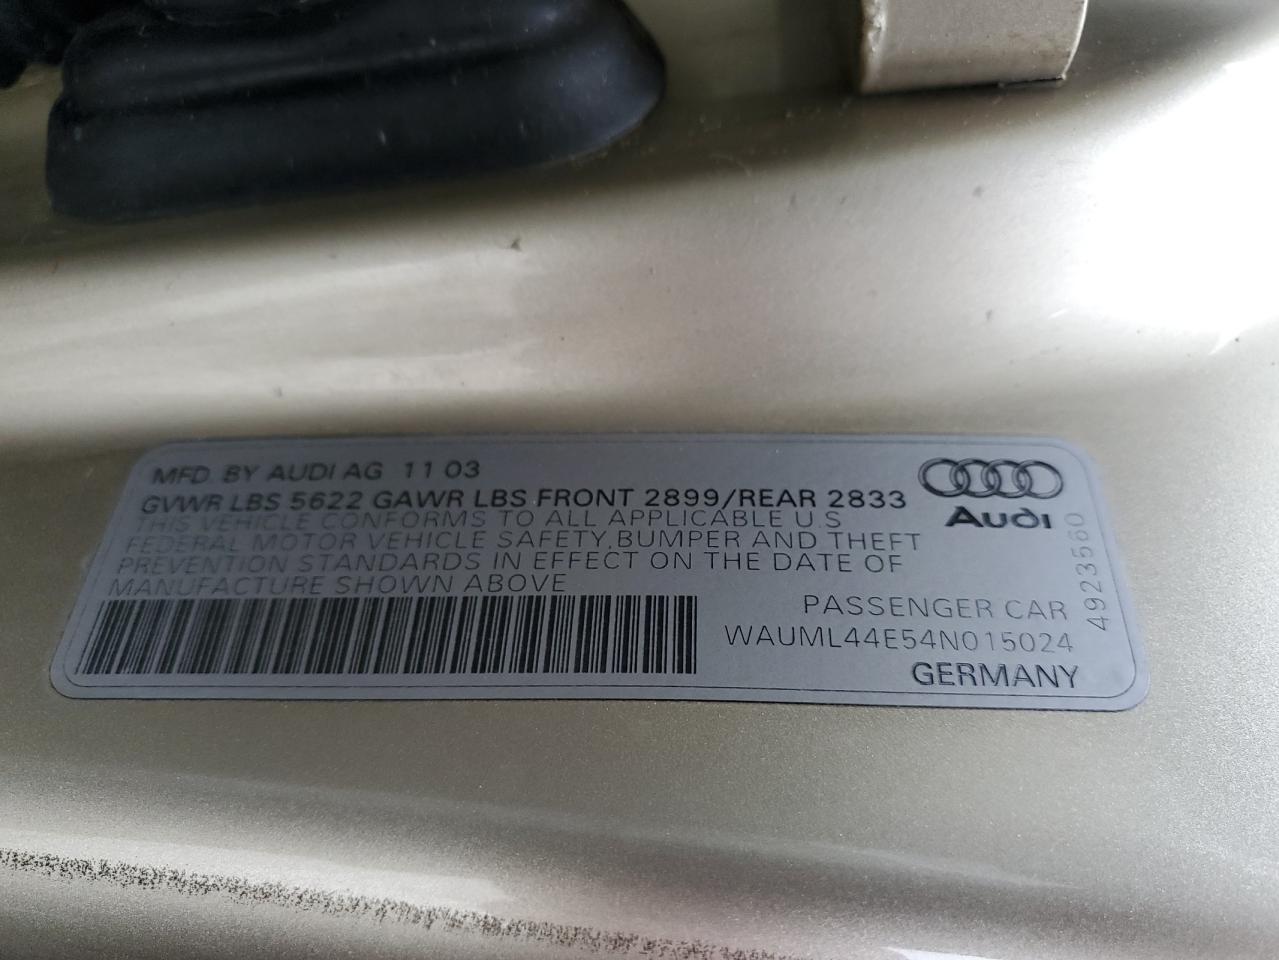 MFD BY AUDI AG 11 03
GVWR LBS 5622 GAWR LBS FRONT 2899/REAR 2833
THIS VEHICLE CONFORMS TO ALL APPLICABLE U.S
FEDERAL MOTOR VEHICLE SAFETY, BUMPER AND THEFT
PREVENTION STANDARDS IN EFFECT ON THE DATE OF
MANUFACTURE SHOWN ABOVE
Audi
4923560
PASSENGER CAR
WAUML44E54N015024
GERMANY